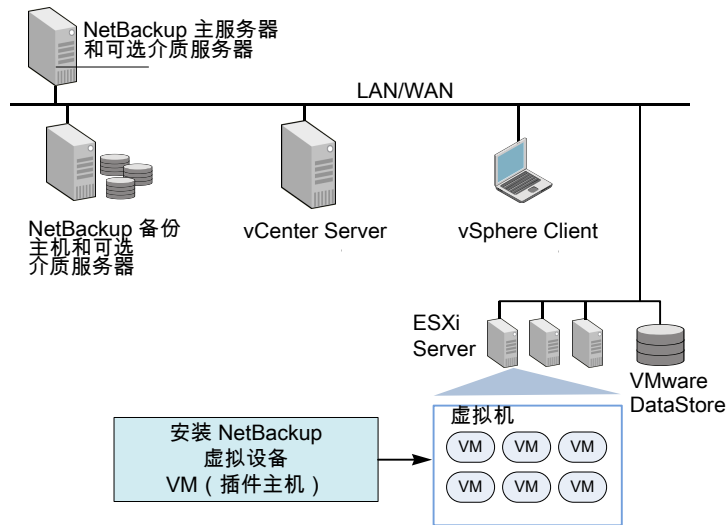 NetBackup 主服务器
和可选介质服务器
LAN/WAN
NetBackup 备份
主机和可选
介质服务器
vCenter Server
vSphere Client
ESXi
Server
VMware
DataStore
安装 NetBackup
虚拟设备
VM（插件主机）
虚拟机
VM VM VM
VM VM VM